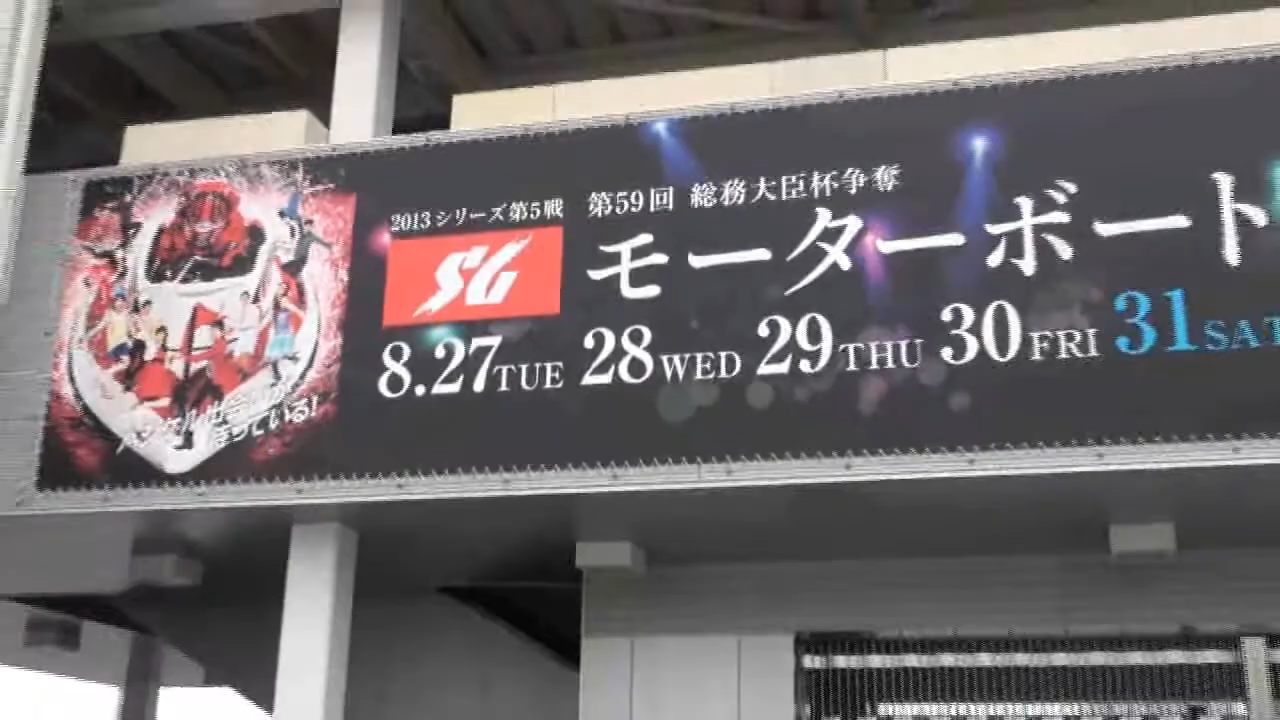 2013シリーズ第5戦 第59回 総務大臣杯争奪
SG モーターボート
8.27TUE 28WED 29THU 30FRI 31SAT